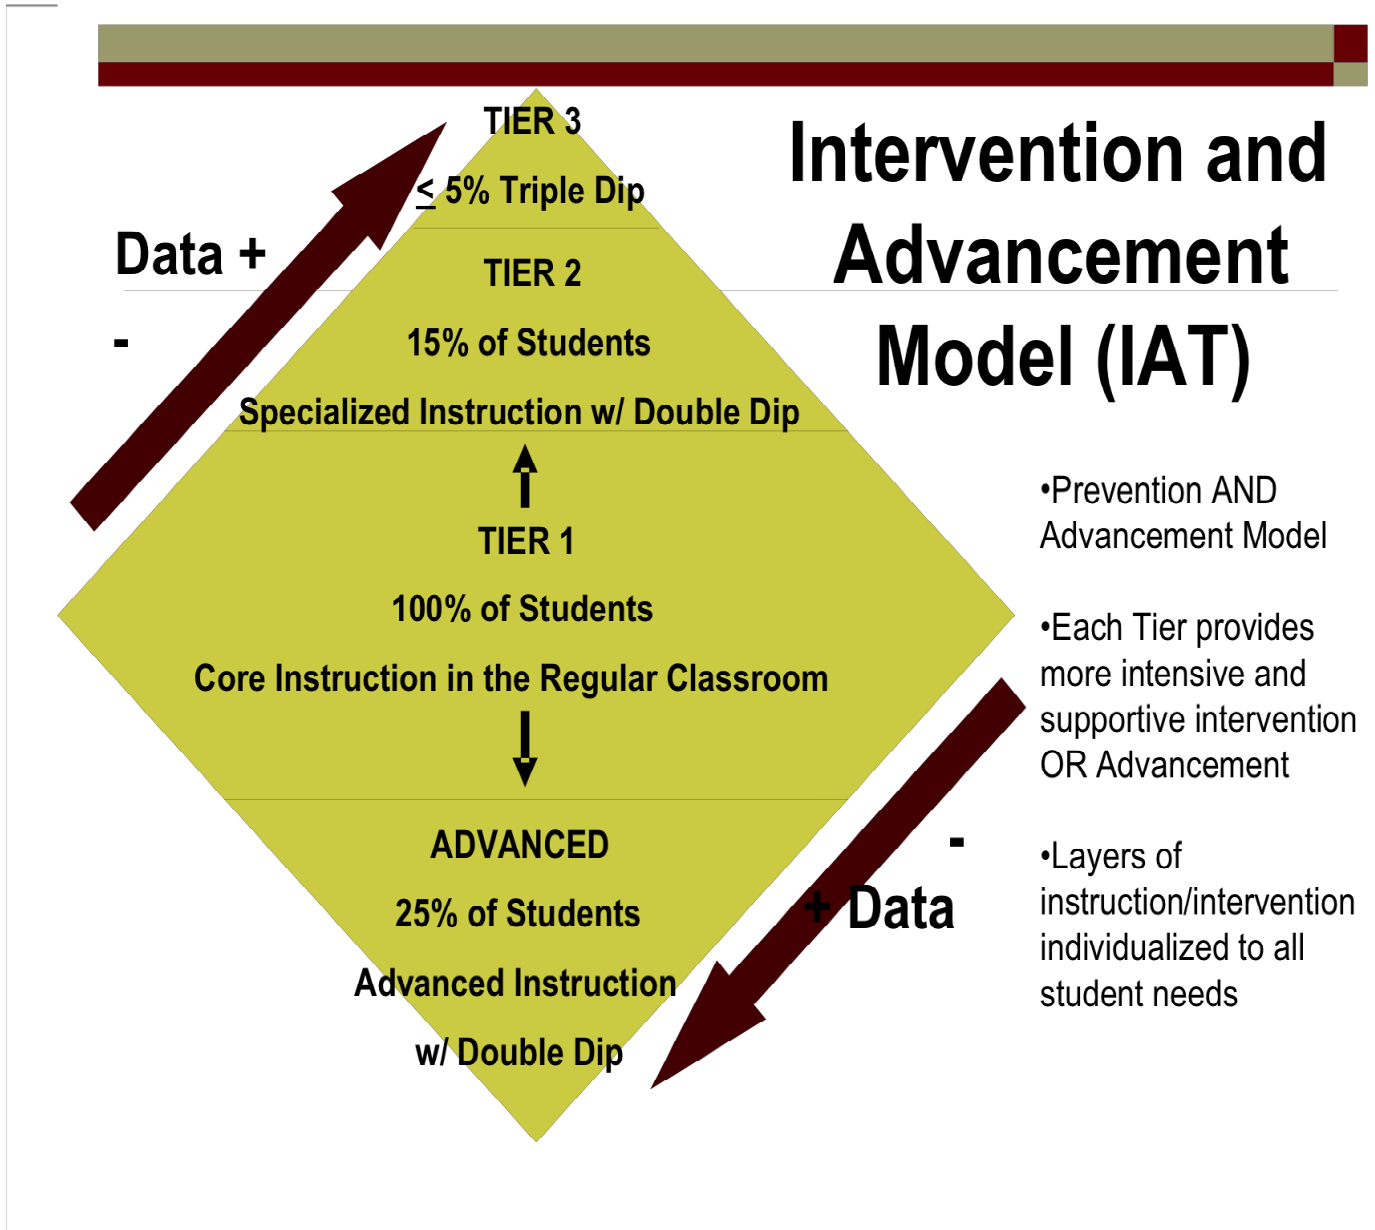 Intervention and
Advancement
Model (IAT)
TIER 3
≤ 5% Triple Dip
Data +
-
TIER 2
15% of Students
Specialized Instruction w/ Double Dip
TIER 1
100% of Students
Core Instruction in the Regular Classroom
ADVANCED
25% of Students
Advanced Instruction
w/ Double Dip
-
+ Data
•Prevention AND
Advancement Model
•Each Tier provides
more intensive and
supportive intervention
OR Advancement
•Layers of
instruction/intervention
individualized to all
student needs